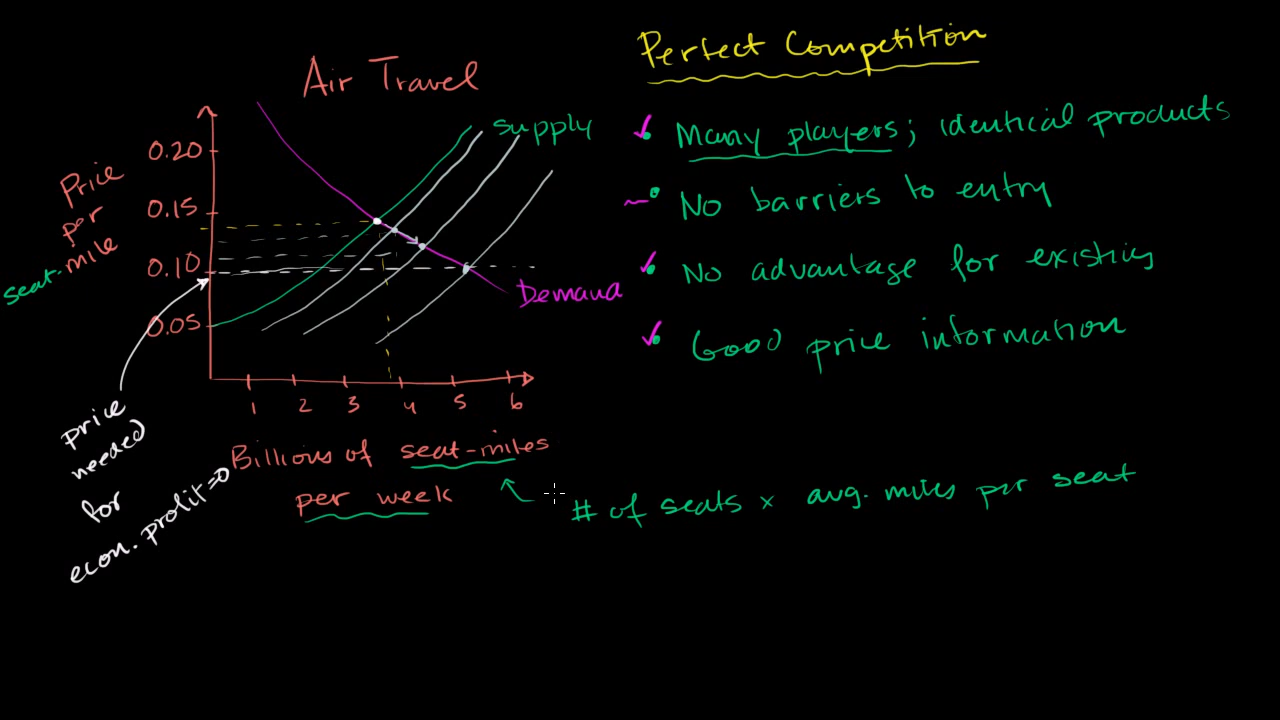 Perfect Competition
Air Travel
Many players; identical products
No barriers to entry
No advantage for existing
Good price information
supply
Demand
Price
per
seat-mile
0.20
0.15
0.10
0.05
1 2 3 4 5 6
Billions of seat-miles
per week
# of seats x avg. miles per seat
price
needed
for
econ. profit=0